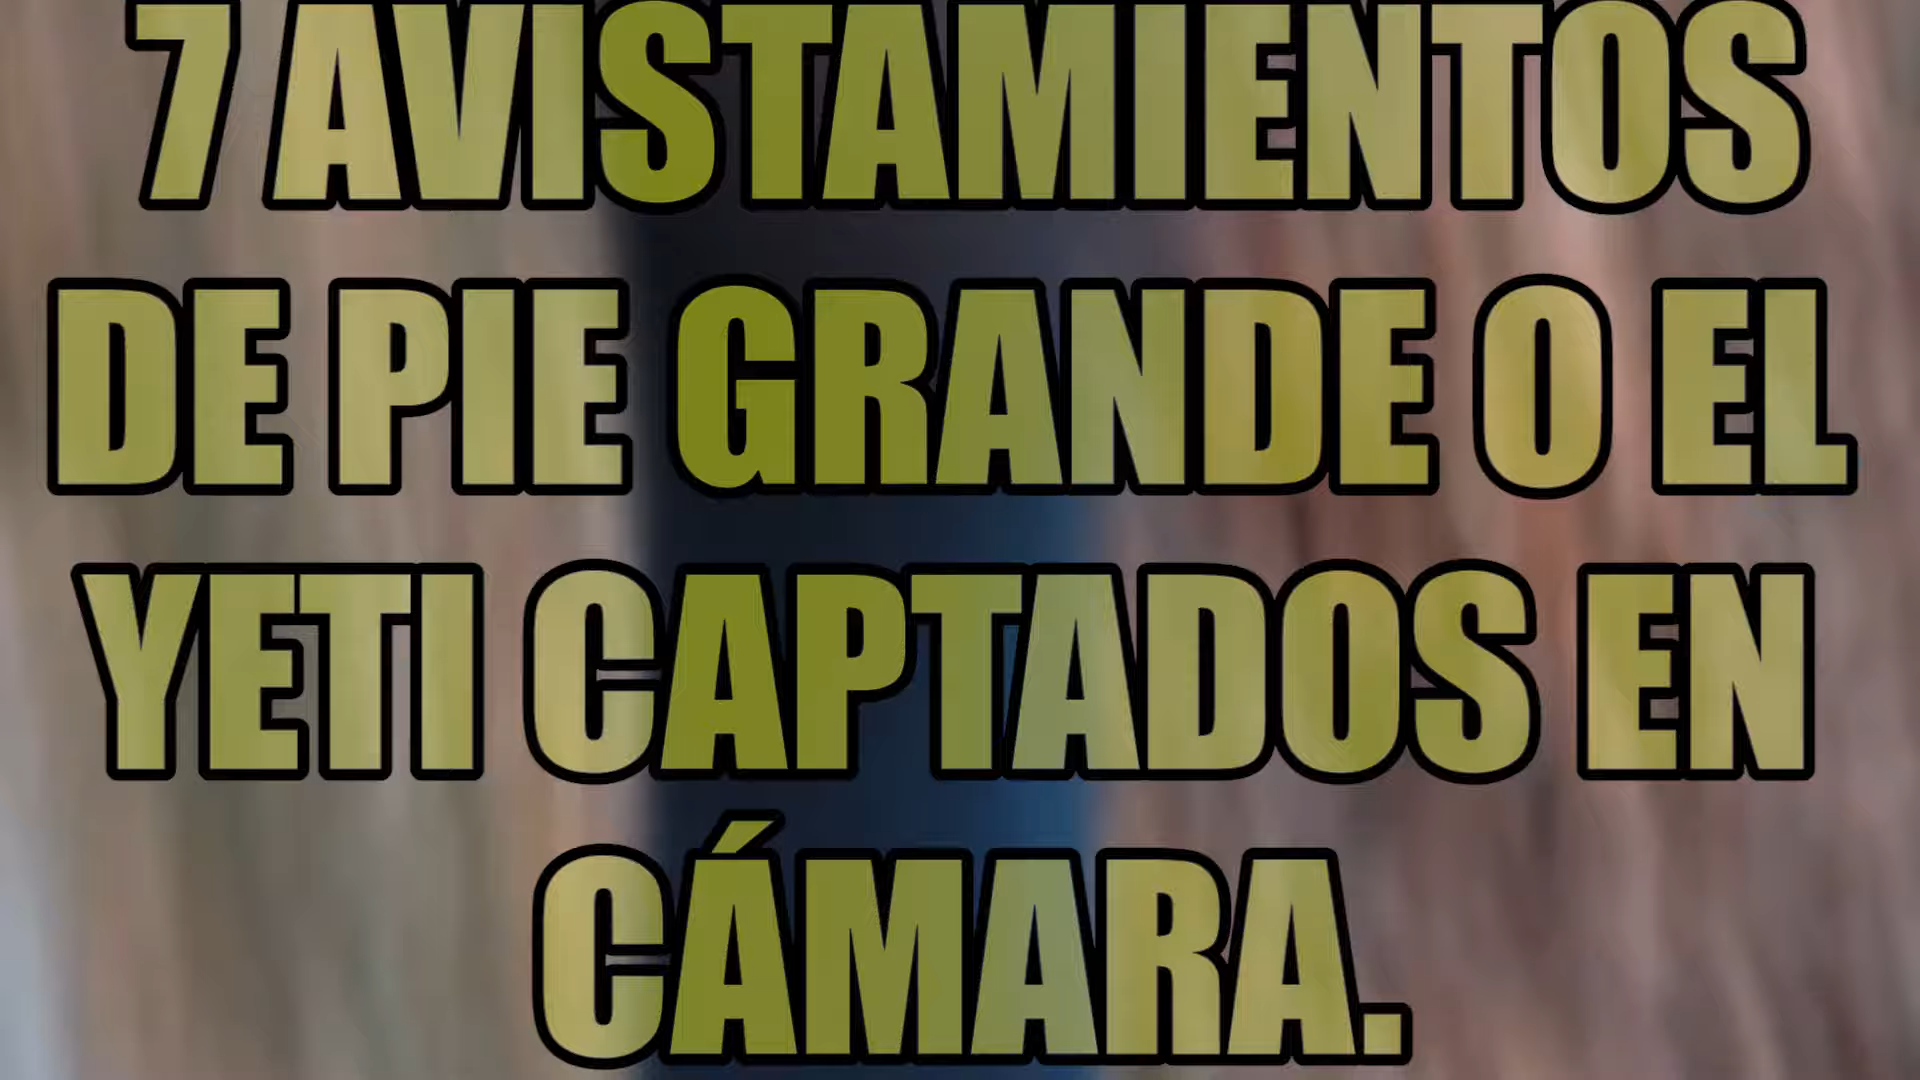 7 AVISTAMIENTOS
DE PIE GRANDE O EL
YETI CAPTADOS EN
CÁMARA.